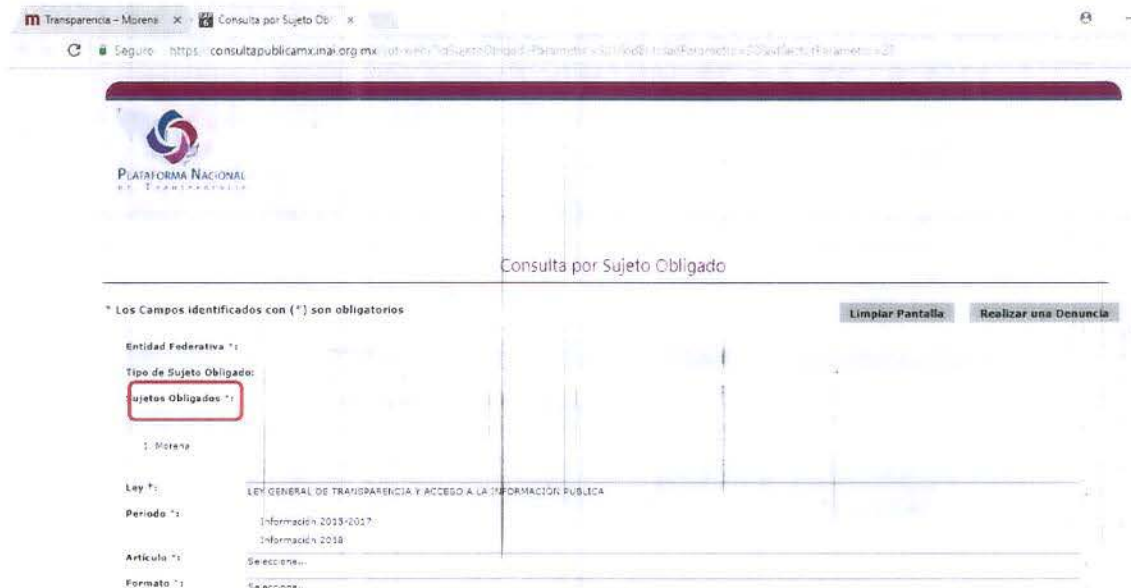 Transparencia – Morena
Consulta por Sujeto Ob
Seguro https consultapublicamx.inai.org.mx
PLATAFORMA NACIONAL
DE TRANSPARENCIA
Consulta por Sujeto Obligado
* Los Campos identificados con (*) son obligatorios
Limpiar Pantalla
Realizar una Denuncia
Entidad Federativa *:
Tipo de Sujeto Obligado:
Sujetos Obligados *:
1. Morena
Ley *:
LEY GENERAL DE TRANSPARENCIA Y ACCESO A LA INFORMACIÓN PUBLICA
Periodo *:
Información 2015-2017
Información 2018
Artículo *:
Seleccione...
Formato *:
Seleccione...